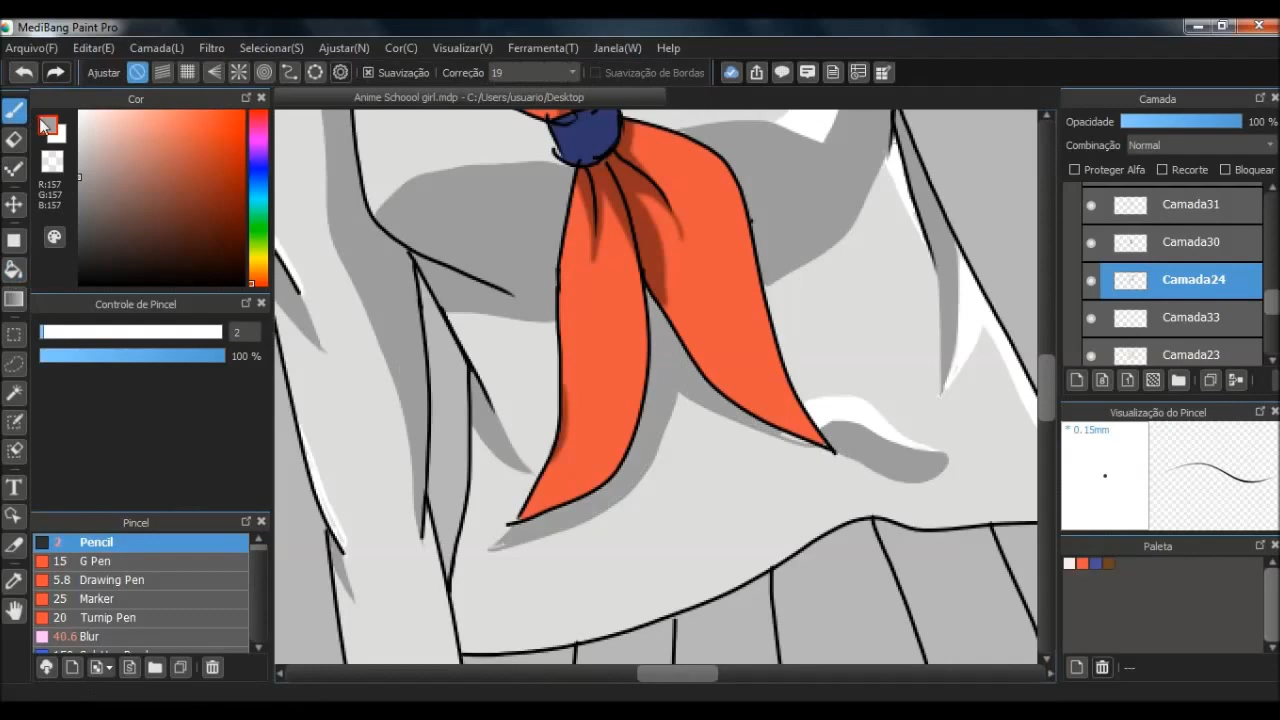 MediBang Paint Pro
Arquivo(F) Editar(E) Camada(L) Filtro Selecionar(S) Ajustar(N) Cor(C) Visualizar(V) Ferramenta(T) Janela(W) Help
Ajustar Suavização Correção 19 Suavização de Bordas
Cor
Anime Schoool girl.mdp - C:/Users/usuario/Desktop
Camada
R:157
G:157
B:157
Opacidade 100 %
Combinação Normal
Proteger Alfa Recorte Bloquear
Camada31
Camada30
Camada24
Camada33
Camada23
Controle de Pincel
2
100 %
Visualização do Pincel
* 0.15mm
Pincel
2 Pencil
15 G Pen
5.8 Drawing Pen
25 Marker
20 Turnip Pen
40.6 Blur
Paleta
---